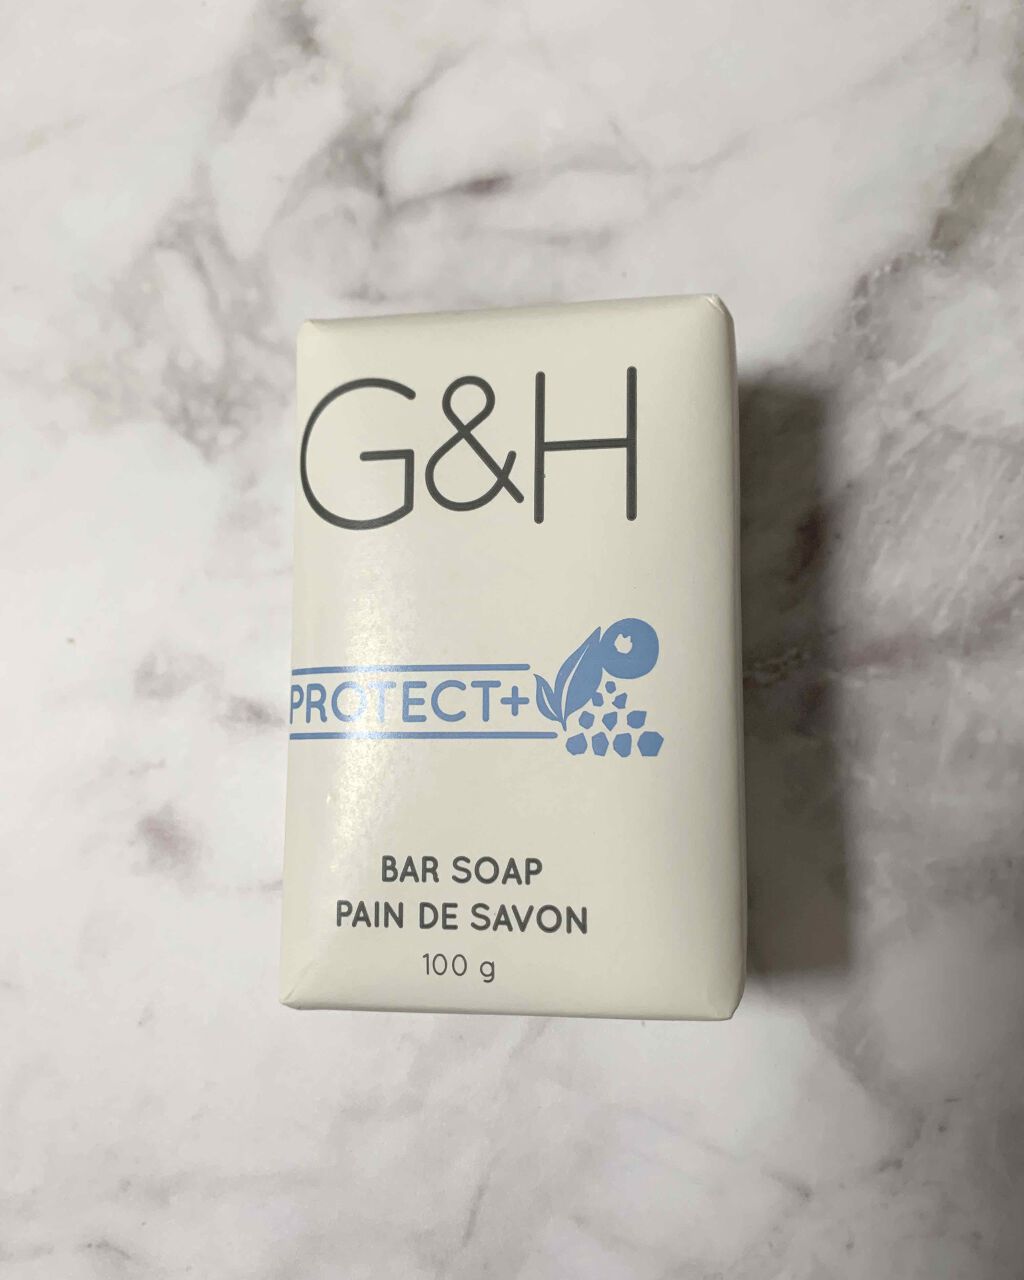 G&H
PROTECT+
BAR SOAP
PAIN DE SAVON
100 g